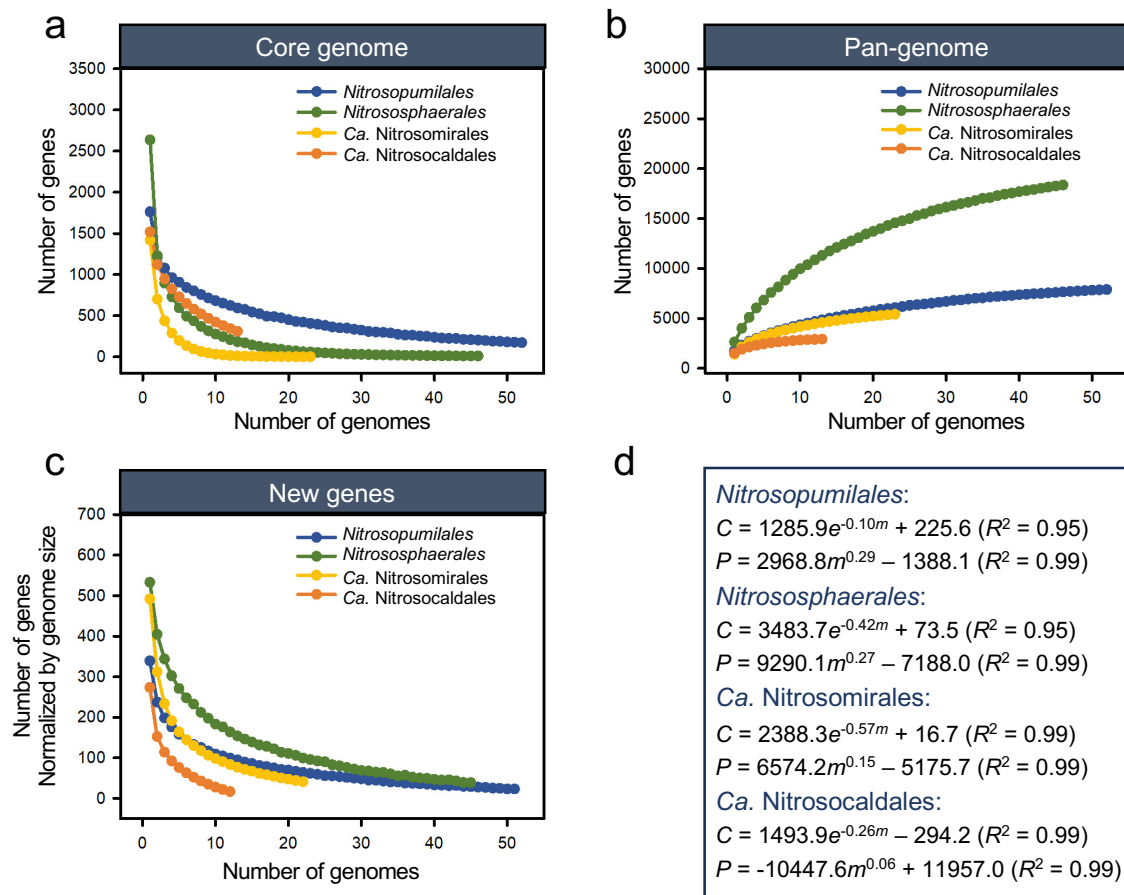 a
Core genome
Number of genes
3500
3000
2500
2000
1500
1000
500
0
Nitrosopumilales
Nitrososphaerales
Ca. Nitrosomirales
Ca. Nitrosocaldales
0 10 20 30 40 50
Number of genomes
b
Pan-genome
Number of genes
30000
25000
20000
15000
10000
5000
0
Nitrosopumilales
Nitrososphaerales
Ca. Nitrosomirales
Ca. Nitrosocaldales
0 10 20 30 40 50
Number of genomes
c
New genes
Number of genes
Normalized by genome size
700
600
500
400
300
200
100
0
Nitrosopumilales
Nitrososphaerales
Ca. Nitrosomirales
Ca. Nitrosocaldales
0 10 20 30 40 50
Number of genomes
d
Nitrosopumilales:
C = 1285.9e^-0.10m + 225.6 (R² = 0.95)
P = 2968.8m^0.29 – 1388.1 (R² = 0.99)
Nitrososphaerales:
C = 3483.7e^-0.42m + 73.5 (R² = 0.95)
P = 9290.1m^0.27 – 7188.0 (R² = 0.99)
Ca. Nitrosomirales:
C = 2388.3e^-0.57m + 16.7 (R² = 0.99)
P = 6574.2m^0.15 – 5175.7 (R² = 0.99)
Ca. Nitrosocaldales:
C = 1493.9e^-0.26m – 294.2 (R² = 0.99)
P = -10447.6m^0.06 + 11957.0 (R² = 0.99)